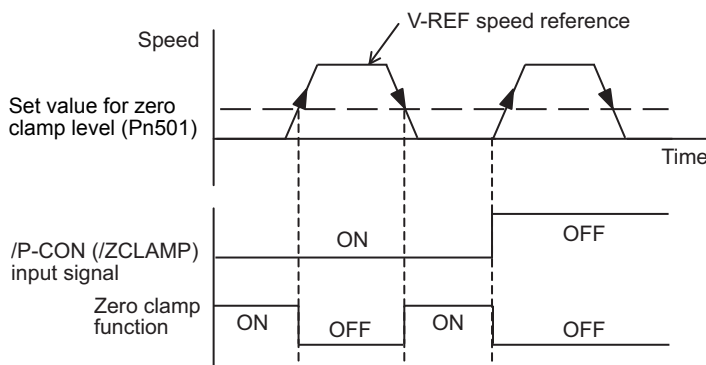 V-REF speed reference
Speed
Set value for zero
clamp level (Pn501)
Time
/P-CON (/ZCLAMP)
input signal
ON
OFF
Zero clamp
function
ON
OFF
ON
OFF